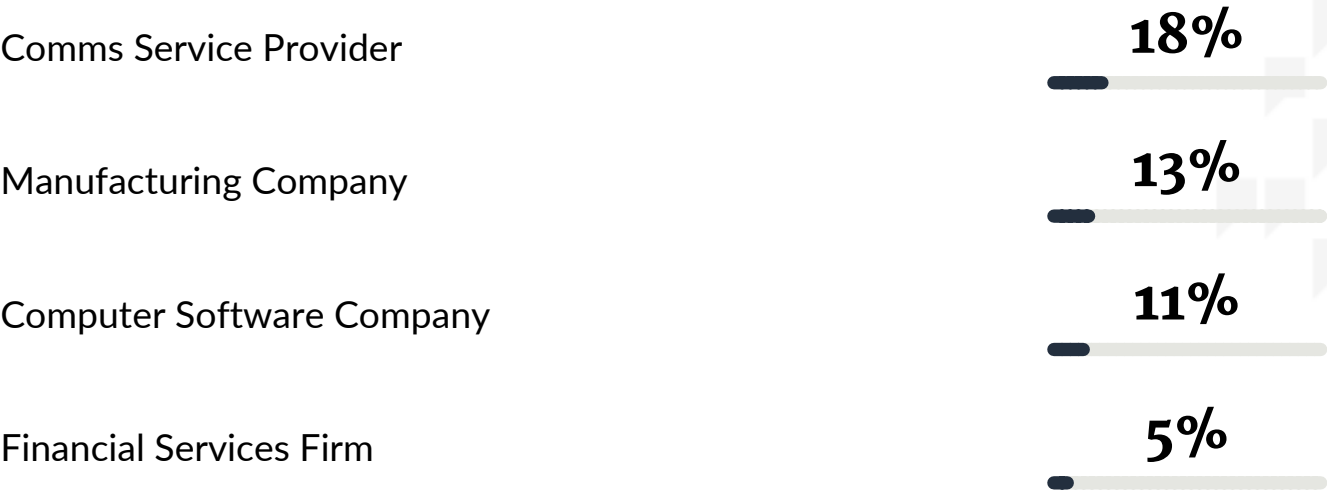 Comms Service Provider 18%
Manufacturing Company 13%
Computer Software Company 11%
Financial Services Firm 5%